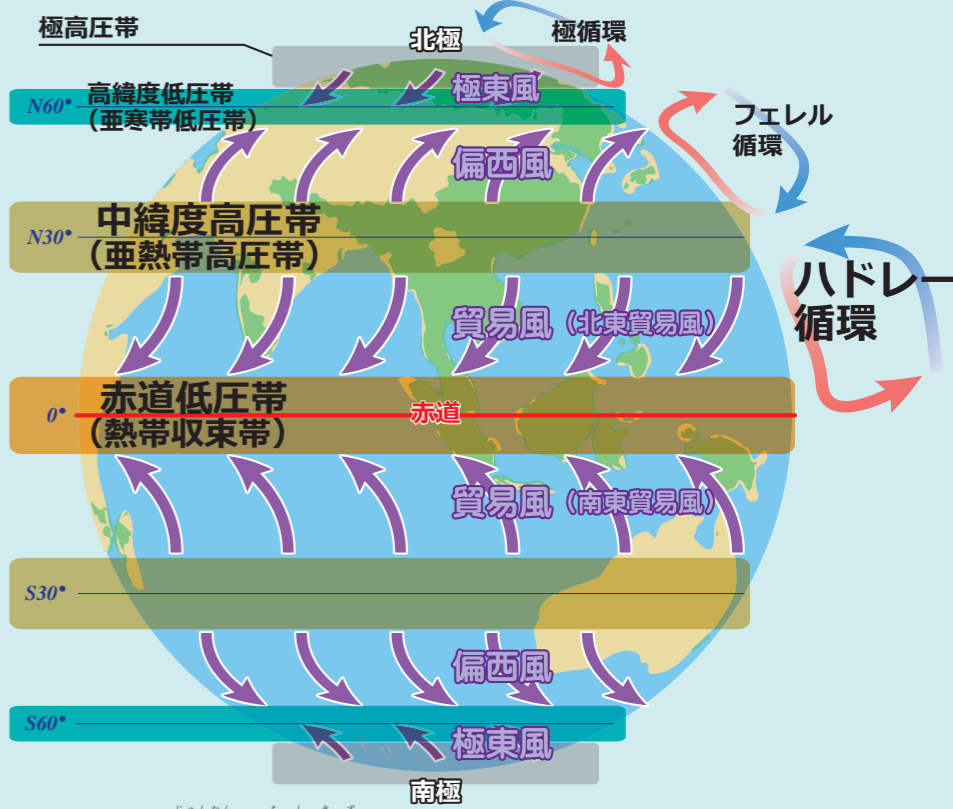 極高圧帯
北極
極循環
N60°
高緯度低圧帯
（亜寒帯低圧帯）
極東風
フェレル
循環
偏西風
N30°
中緯度高圧帯
（亜熱帯高圧帯）
ハドレー
循環
貿易風（北東貿易風）
0°
赤道低圧帯
（熱帯収束帯）
赤道
貿易風（南東貿易風）
S30°
偏西風
S60°
極東風
南極